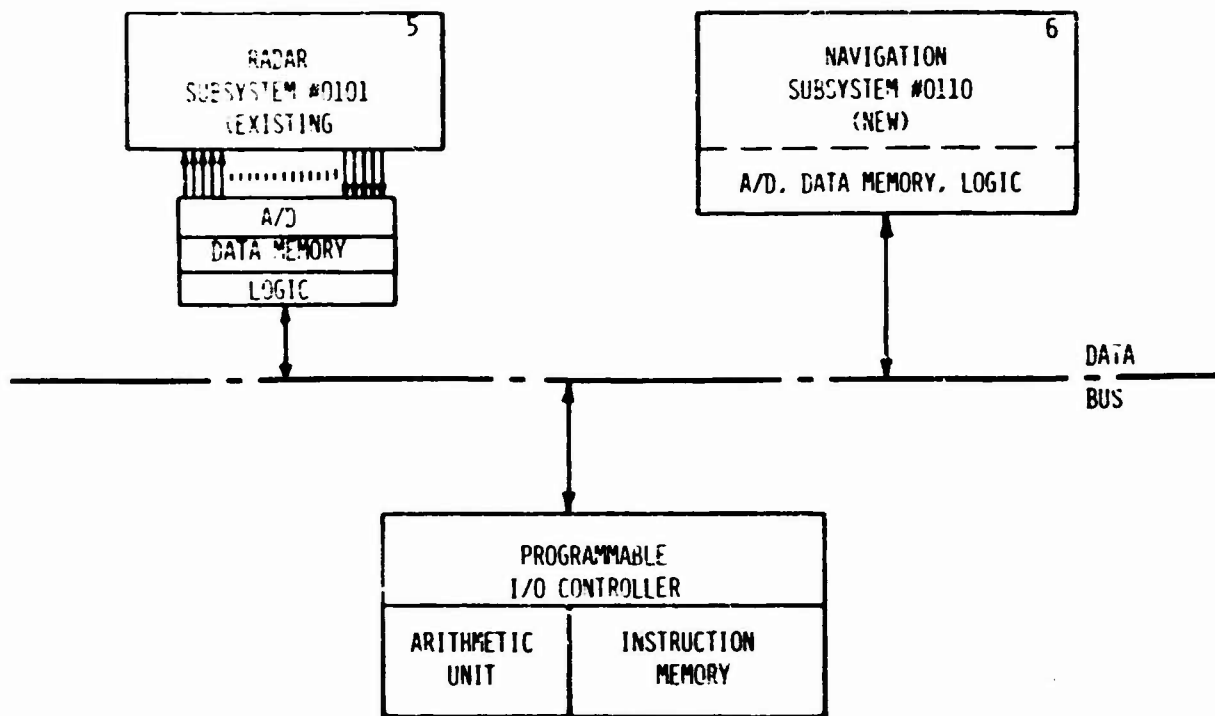 5
RADAR
SUBSYSTEM #0101
(EXISTING
A/D
DATA MEMORY
LOGIC
6
NAVIGATION
SUBSYSTEM #0110
(NEW)
A/D, DATA MEMORY, LOGIC
DATA
BUS
PROGRAMMABLE
I/O CONTROLLER
ARITHMETIC
UNIT
INSTRUCTION
MEMORY